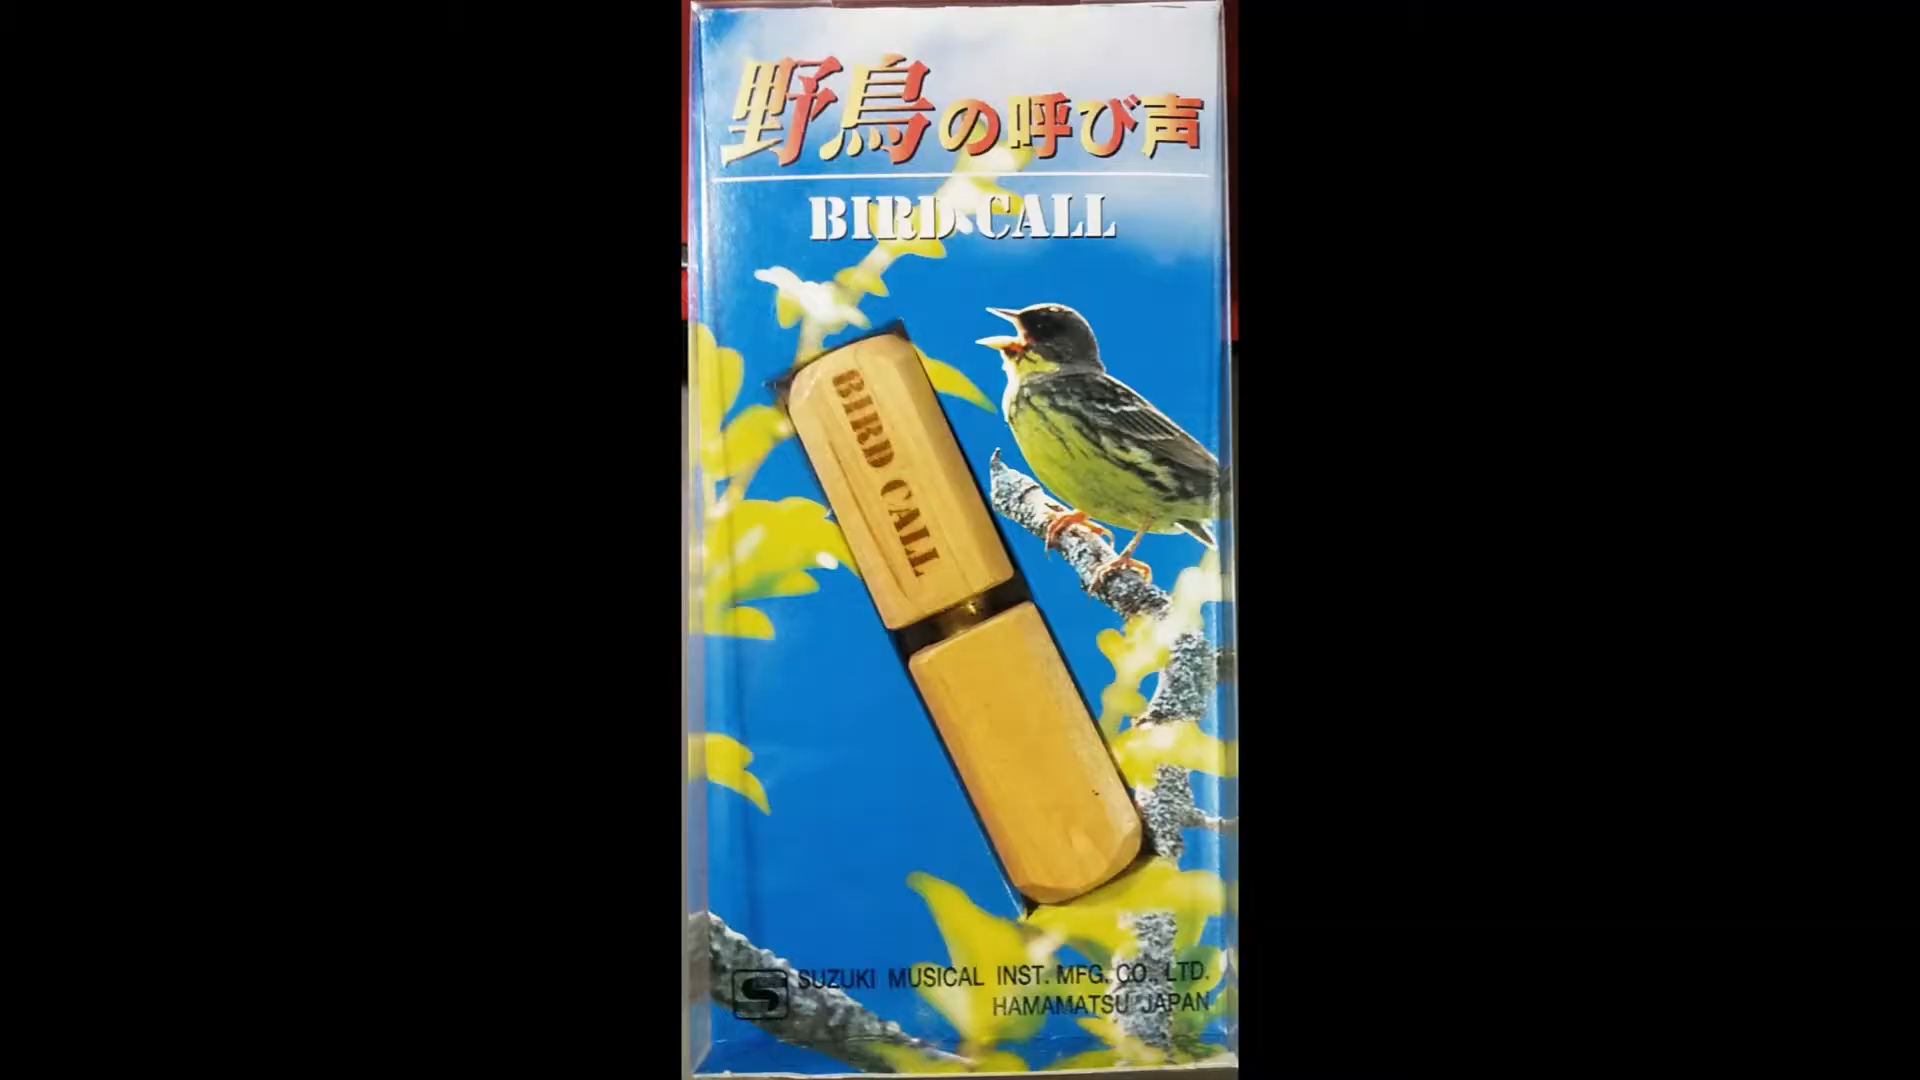 野鳥の呼び声
BIRD CALL
BIRD CALL
SUZUKI MUSICAL INST. MFG. CO., LTD.
HAMAMATSU JAPAN